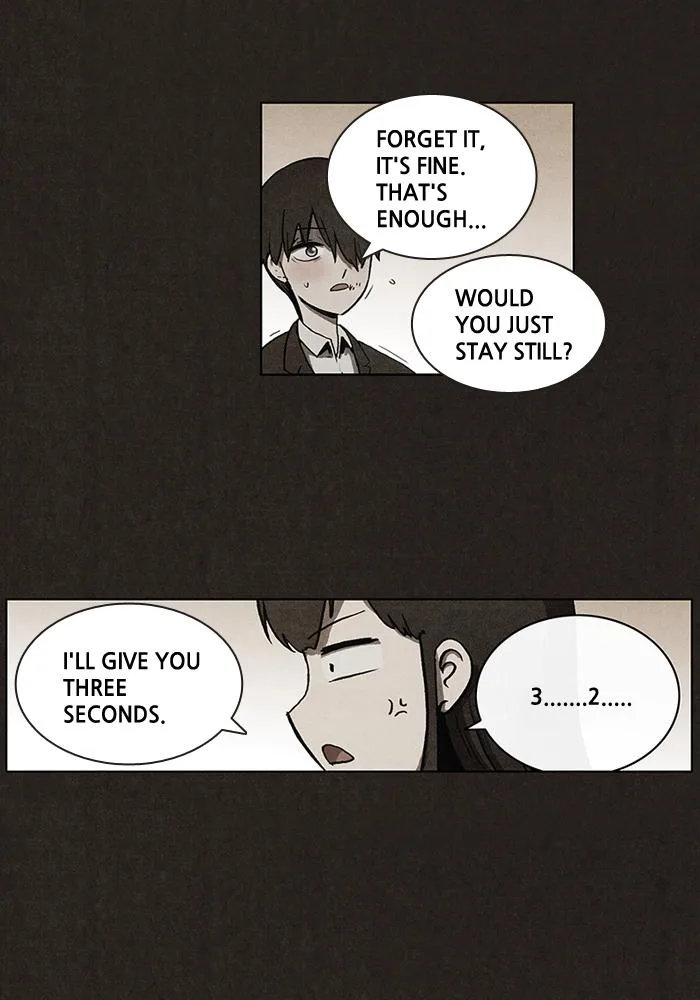 FORGET IT,
IT'S FINE.
THAT'S
ENOUGH...
WOULD
YOU JUST
STAY STILL?
I'LL GIVE YOU
THREE
SECONDS.
3.......2.....